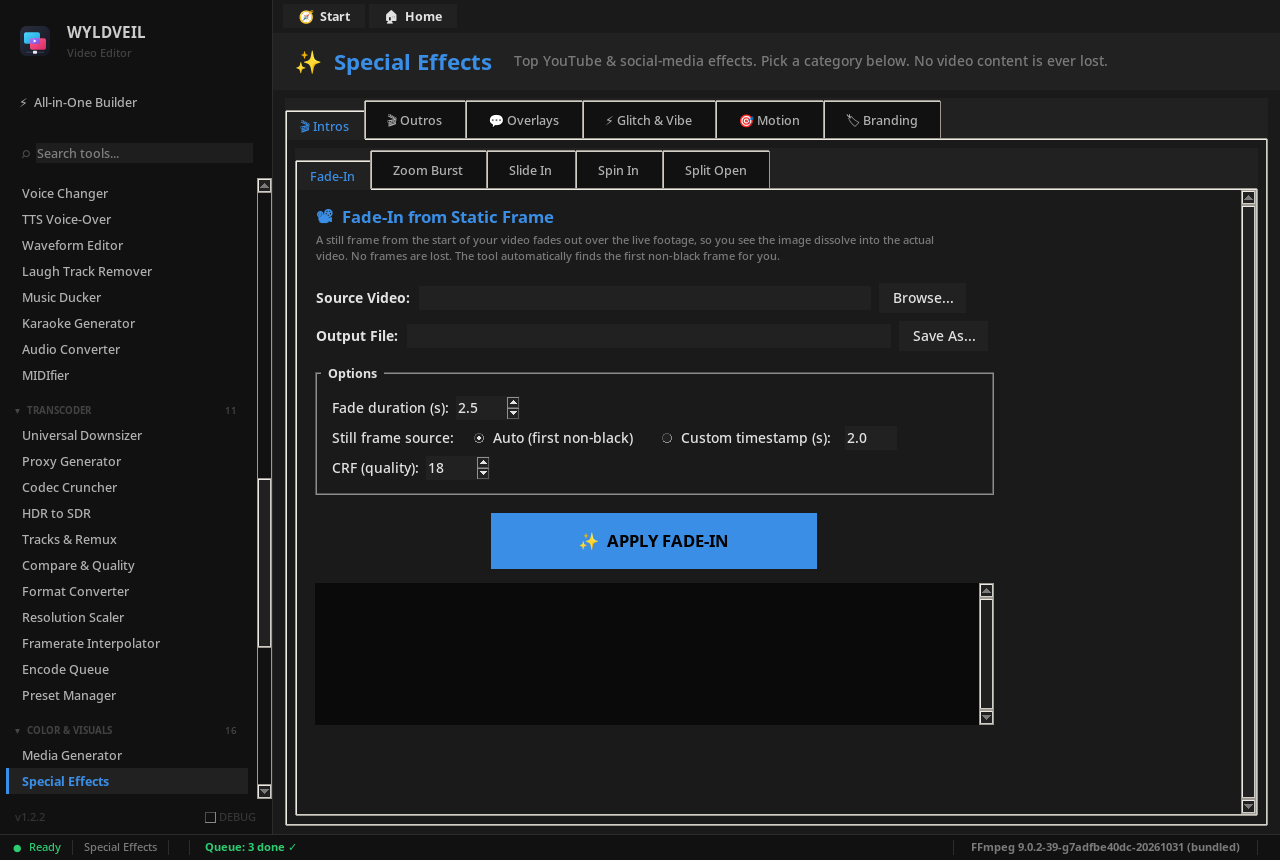 WYLDVEIL
Video Editor
⚡ All-in-One Builder
Search tools...
Voice Changer
TTS Voice-Over
Waveform Editor
Laugh Track Remover
Music Ducker
Karaoke Generator
Audio Converter
MIDIfier
▾ TRANSCODER 11
Universal Downsizer
Proxy Generator
Codec Cruncher
HDR to SDR
Tracks & Remux
Compare & Quality
Format Converter
Resolution Scaler
Framerate Interpolator
Encode Queue
Preset Manager
▾ COLOR & VISUALS 16
Media Generator
Special Effects
v1.2.2 DEBUG
🧭 Start 🏠 Home
✨ Special Effects Top YouTube & social-media effects. Pick a category below. No video content is ever lost.
🎬 Intros 🎬 Outros 💬 Overlays ⚡ Glitch & Vibe 🎯 Motion 🏷 Branding
Fade-In Zoom Burst Slide In Spin In Split Open
📽 Fade-In from Static Frame
A still frame from the start of your video fades out over the live footage, so you see the image dissolve into the actual
video. No frames are lost. The tool automatically finds the first non-black frame for you.
Source Video: Browse...
Output File: Save As...
Options
Fade duration (s): 2.5
Still frame source: Auto (first non-black) Custom timestamp (s): 2.0
CRF (quality): 18
✨ APPLY FADE-IN
● Ready Special Effects Queue: 3 done ✓ FFmpeg 9.0.2-39-g7adfbe40dc-20261031 (bundled)